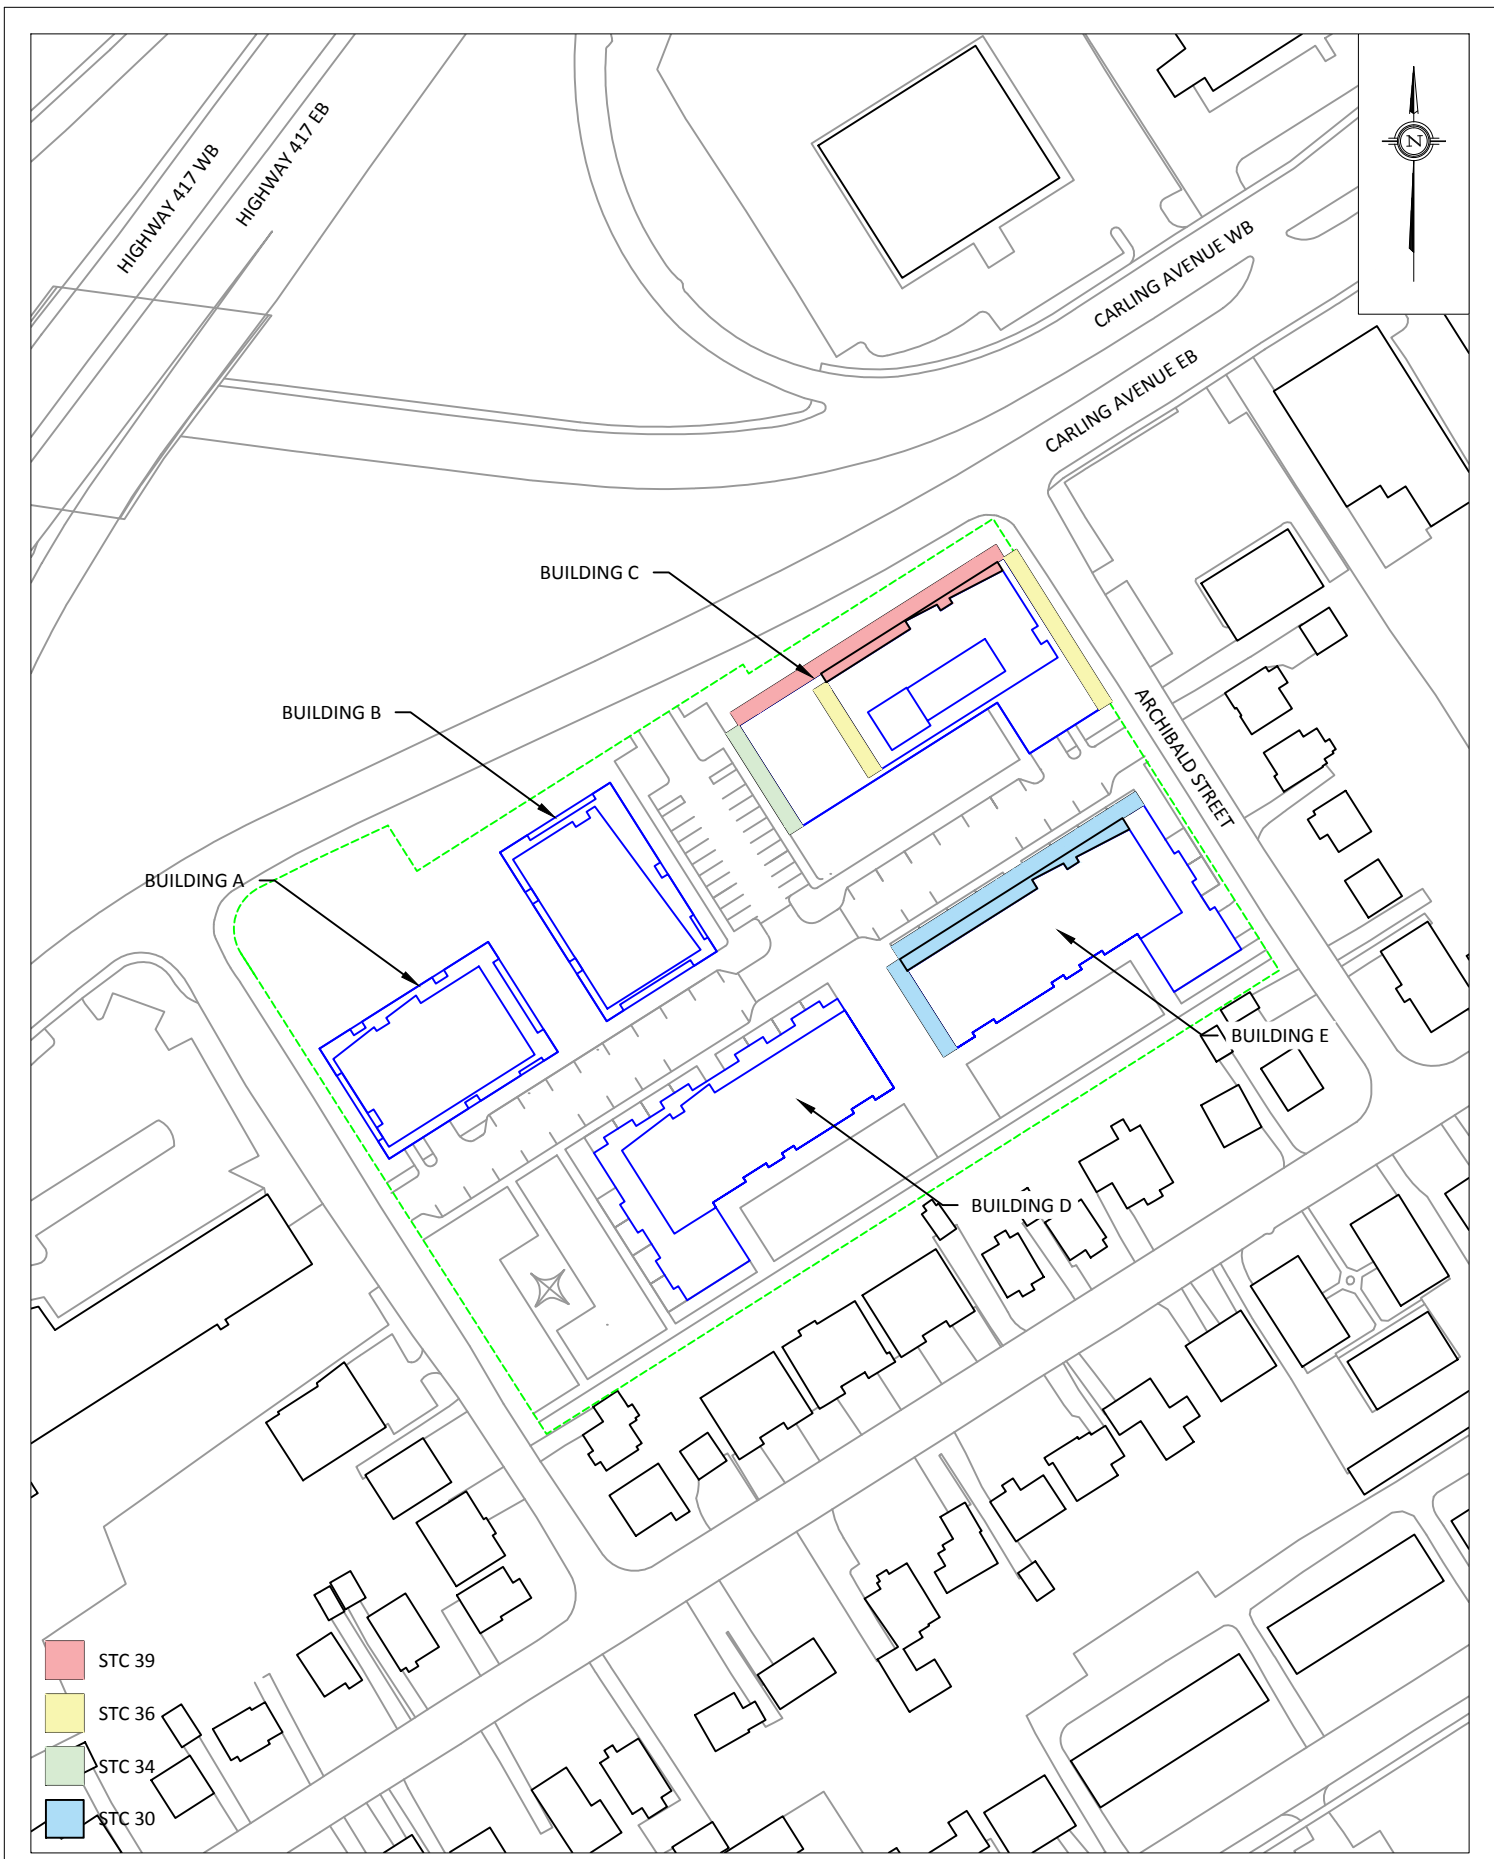 HIGHWAY 417 WB
HIGHWAY 417 EB
N
CARLING AVENUE WB
CARLING AVENUE EB
BUILDING C
BUILDING B
ARCHIBALD STREET
BUILDING A
BUILDING E
BUILDING D
STC 39
STC 36
STC 34
STC 30